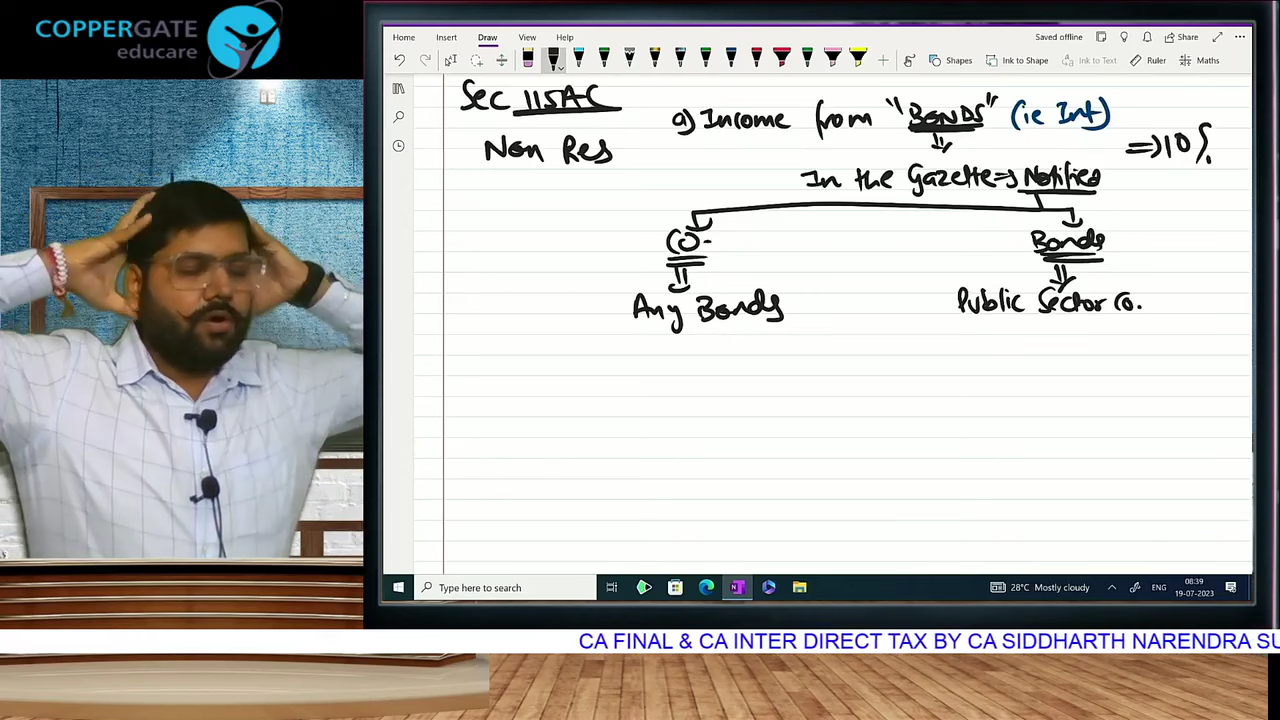 COPPERGATE
educare
Home Insert Draw View Help
Saved offline
Share
Shapes
Ink to Shape
Ink to Text
Ruler
Maths
Sec 115AC
Non Res
a) Income from "BONDS" (ie Int)
⇒ 10%
In the Gazette ⇒ Notified
Co. Bonds
Any Bonds Public Sector Co.
Type here to search
28°C Mostly cloudy
ENG
08:39
19-07-2023
CA FINAL & CA INTER DIRECT TAX BY CA SIDDHARTH NARENDRA SU